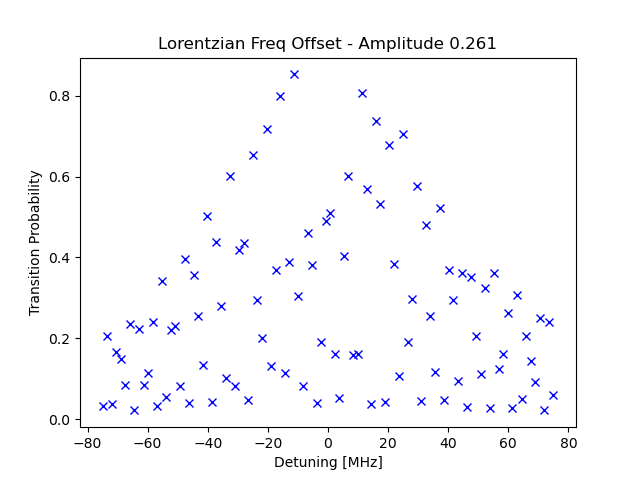 Lorentzian Freq Offset - Amplitude 0.261
Transition Probability
0.8
0.6
0.4
0.2
0.0
−80 −60 −40 −20 0 20 40 60 80
Detuning [MHz]